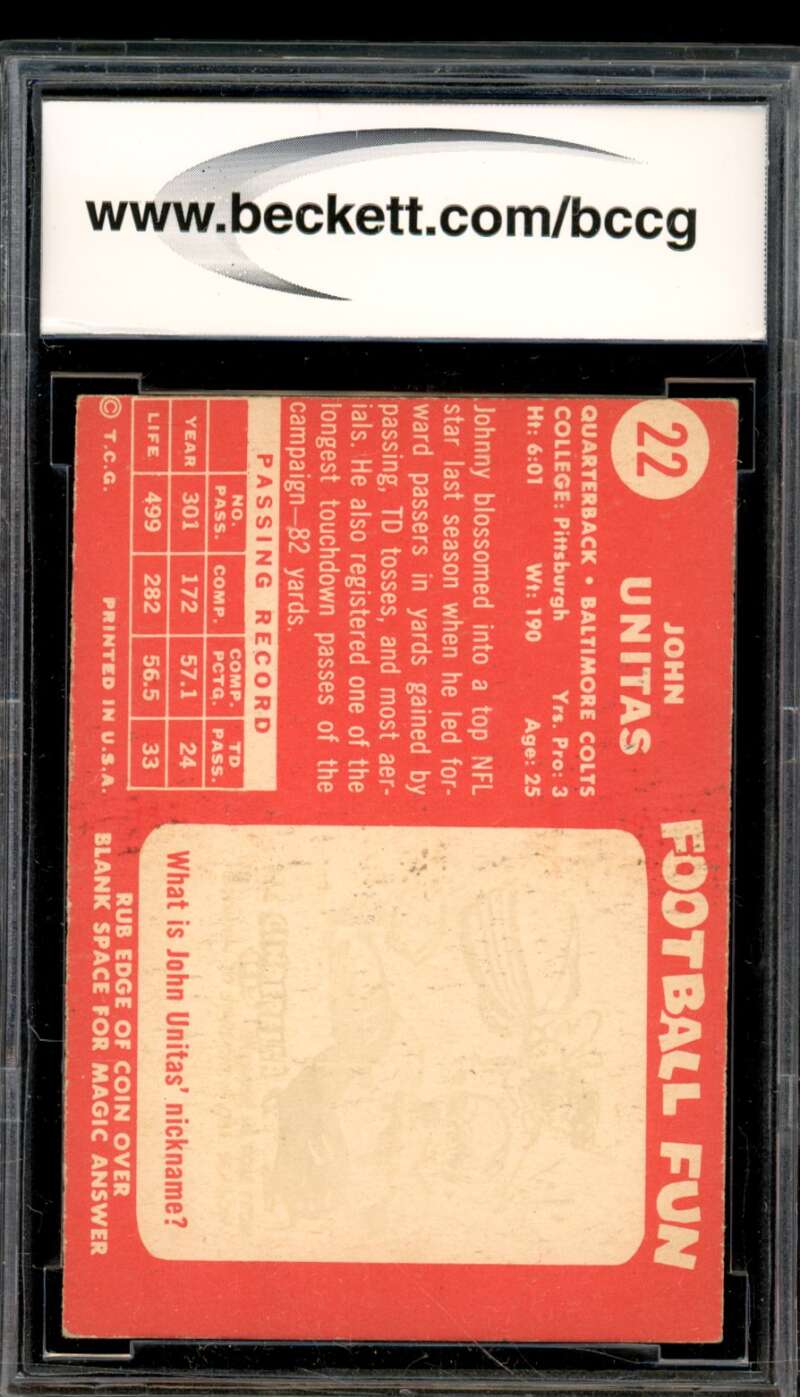 www.beckett.com/bccg
22
JOHN
UNITAS
QUARTERBACK • BALTIMORE COLTS
COLLEGE: Pittsburgh Yrs. Pro: 3
Ht: 6:01 Wt: 190 Age: 25
Johnny blossomed into a top NFL
star last season when he led for-
ward passers in yards gained by
passing, TD tosses, and most aer-
ials. He also registered one of the
longest touchdown passes of the
campaign—82 yards.
PASSING RECORD
NO. PASS. COMP. COMP. PCTG. TD PASS.
YEAR 301 172 57.1 24
LIFE 499 282 56.5 33
© T.C.G. PRINTED IN U.S.A.
FOOTBALL FUN
What is John Unitas' nickname?
RUB EDGE OF COIN OVER
BLANK SPACE FOR MAGIC ANSWER